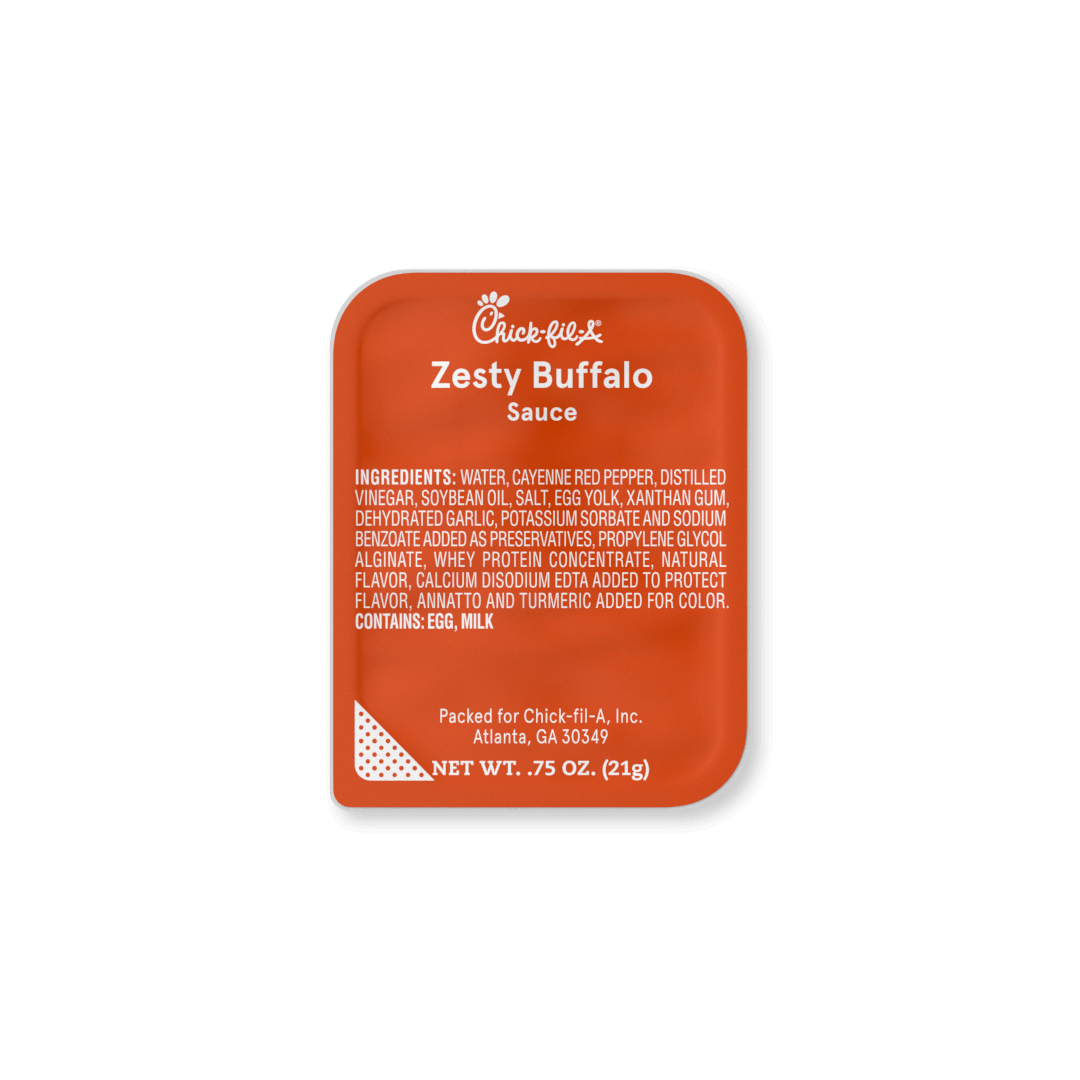 Chick-fil-A®
Zesty Buffalo
Sauce
INGREDIENTS: WATER, CAYENNE RED PEPPER, DISTILLED
VINEGAR, SOYBEAN OIL, SALT, EGG YOLK, XANTHAN GUM,
DEHYDRATED GARLIC, POTASSIUM SORBATE AND SODIUM
BENZOATE ADDED AS PRESERVATIVES, PROPYLENE GLYCOL
ALGINATE, WHEY PROTEIN CONCENTRATE, NATURAL
FLAVOR, CALCIUM DISODIUM EDTA ADDED TO PROTECT
FLAVOR, ANNATTO AND TURMERIC ADDED FOR COLOR.
CONTAINS: EGG, MILK
Packed for Chick-fil-A, Inc.
Atlanta, GA 30349
NET WT. .75 OZ. (21g)